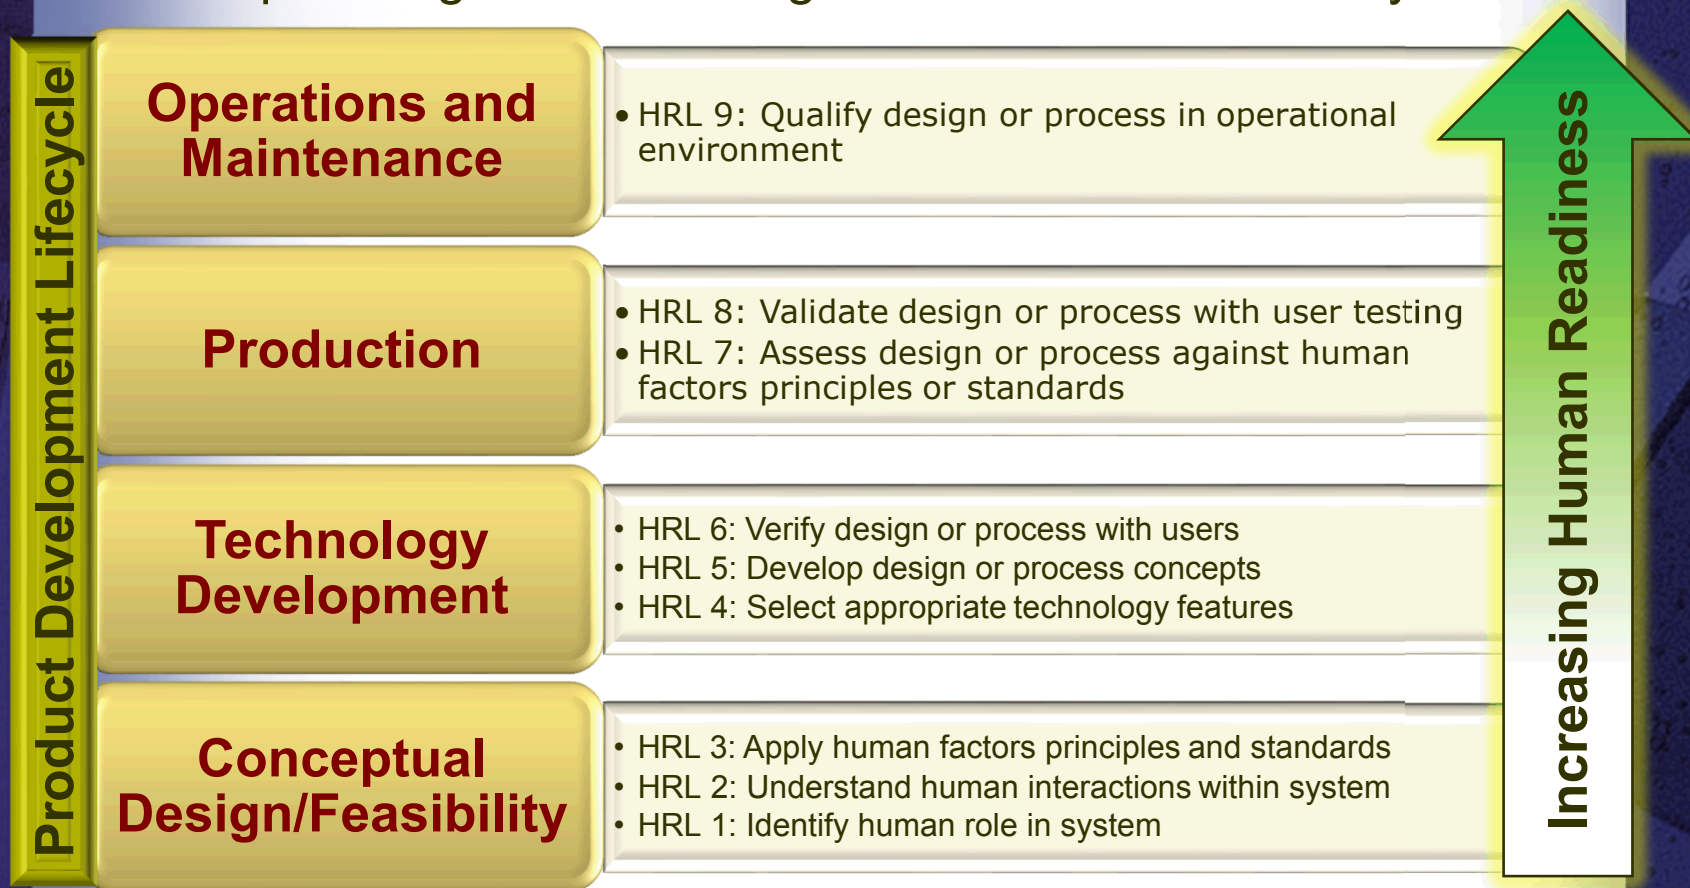 Product Development Lifecycle
Operations and
Maintenance
• HRL 9: Qualify design or process in operational
environment
Production
• HRL 8: Validate design or process with user testing
• HRL 7: Assess design or process against human
factors principles or standards
Technology
Development
• HRL 6: Verify design or process with users
• HRL 5: Develop design or process concepts
• HRL 4: Select appropriate technology features
Conceptual
Design/Feasibility
• HRL 3: Apply human factors principles and standards
• HRL 2: Understand human interactions within system
• HRL 1: Identify human role in system
Increasing Human Readiness